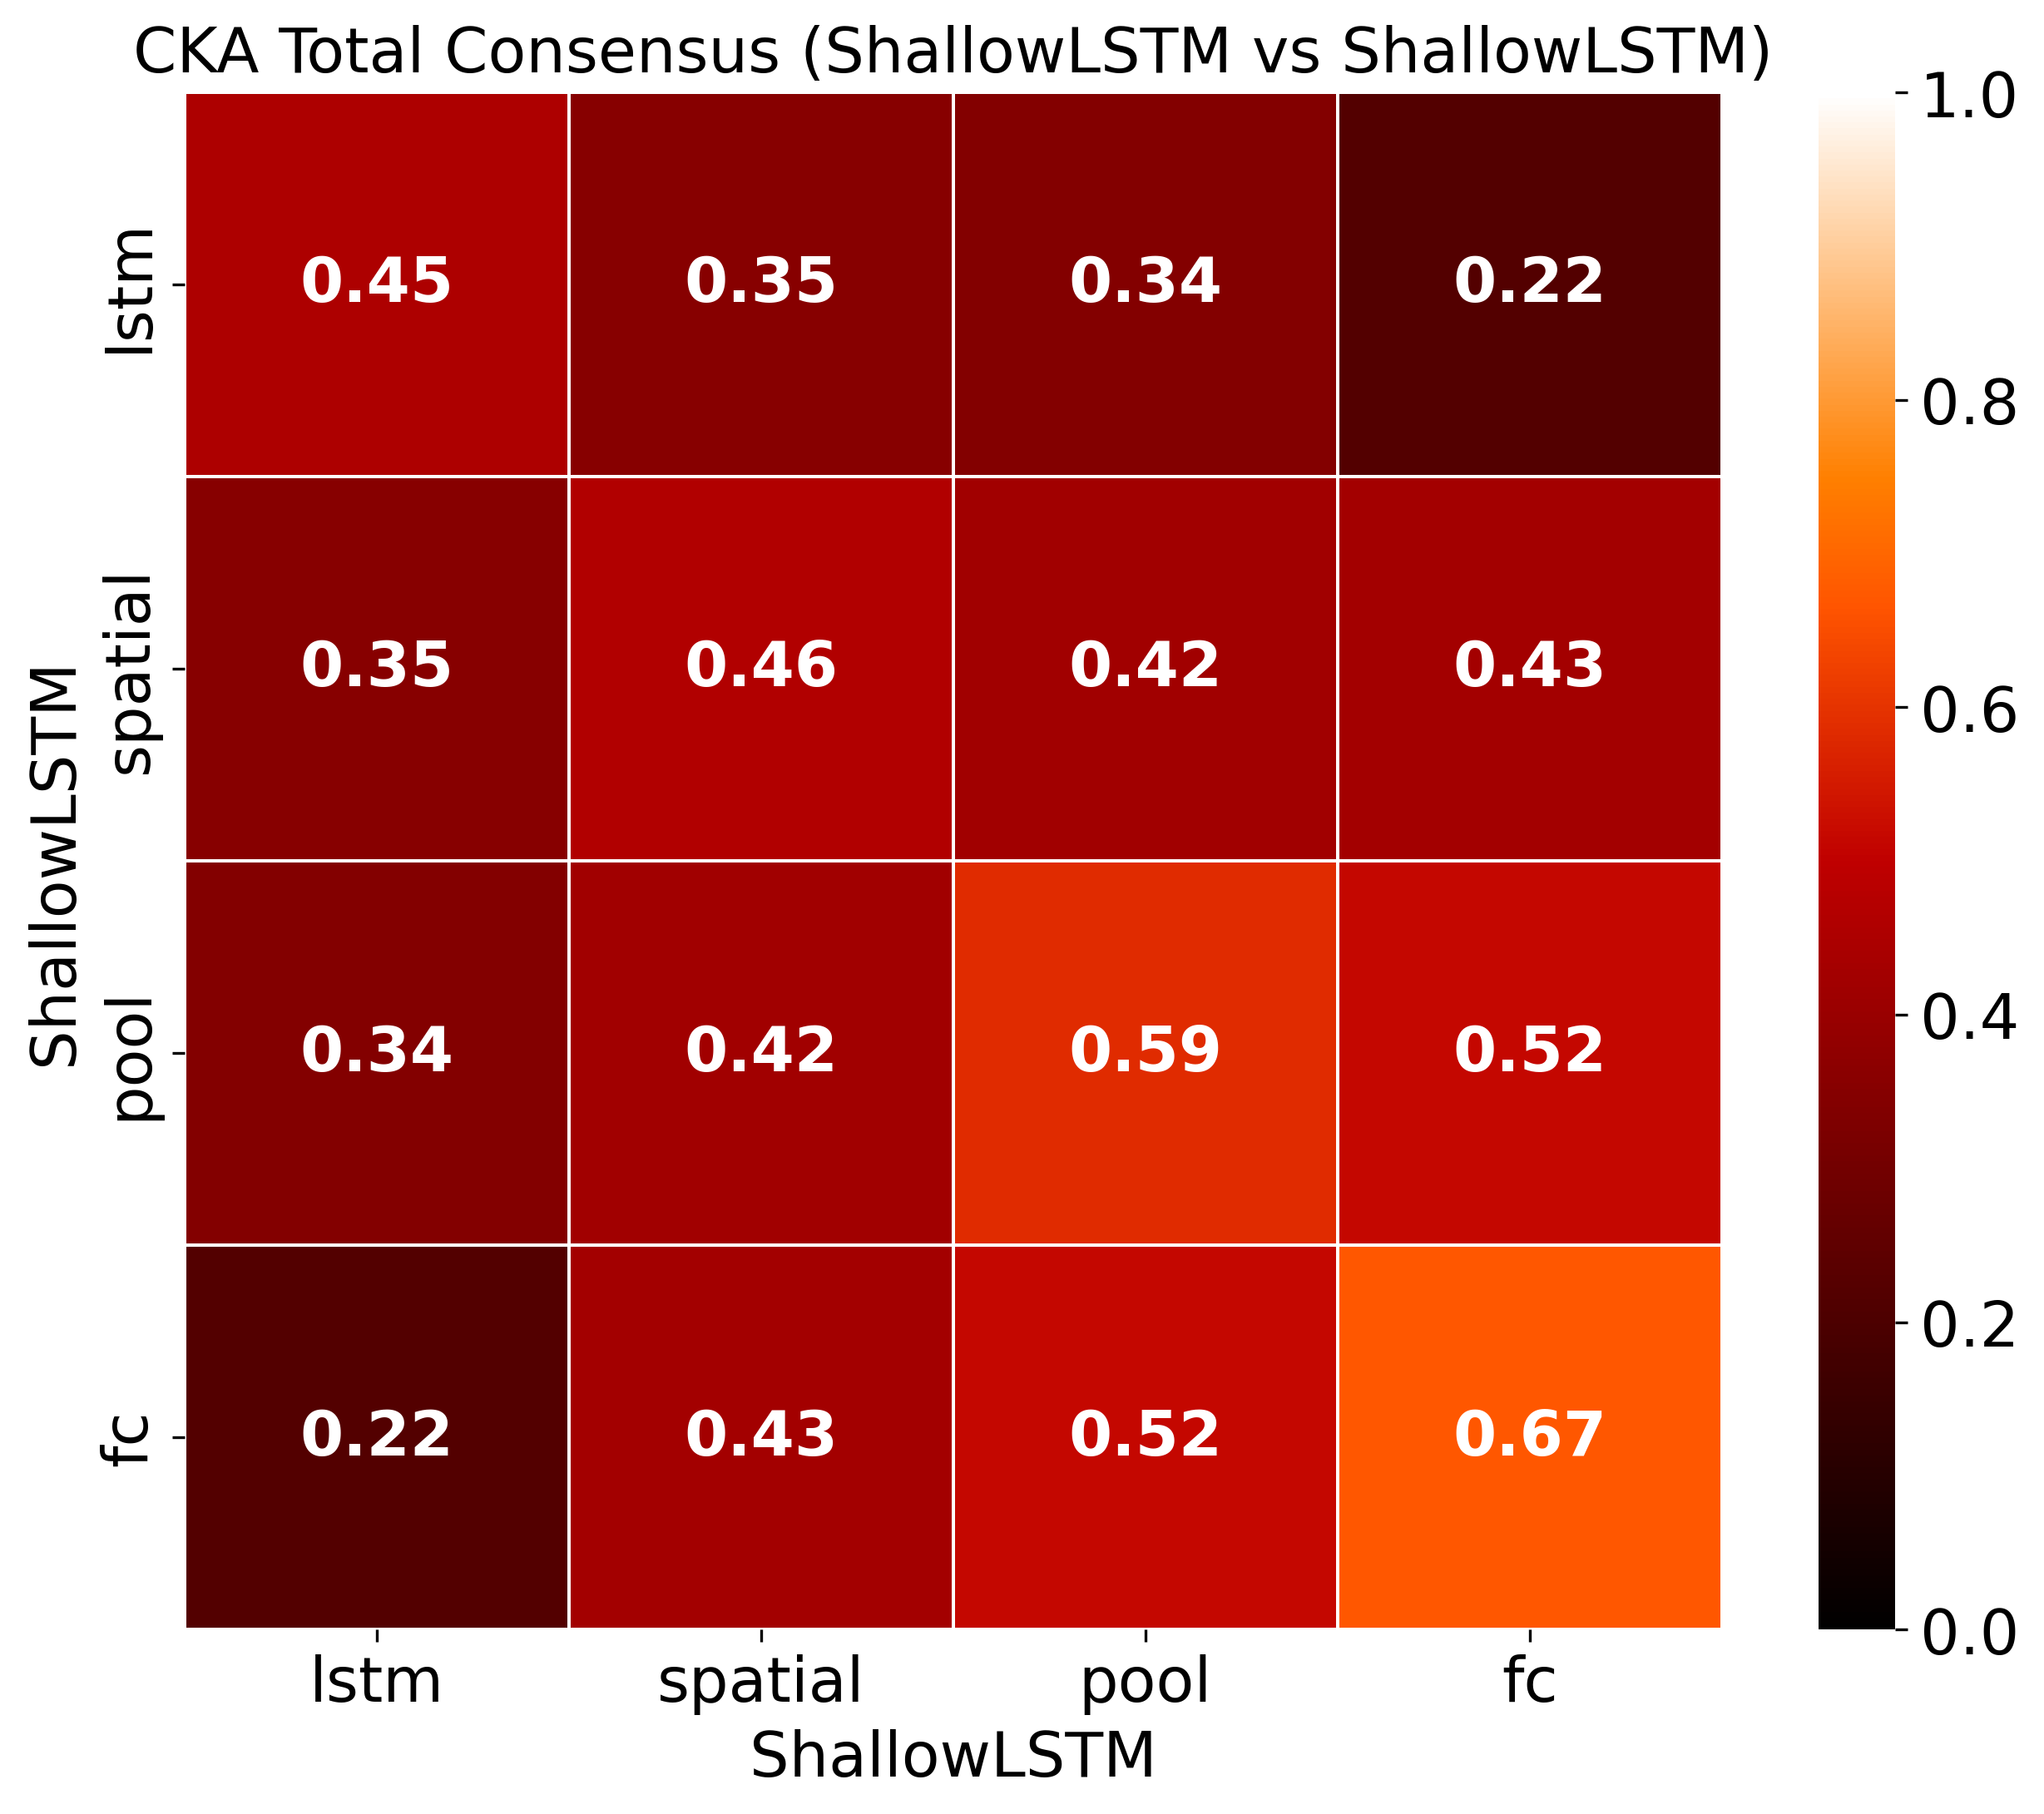 CKA Total Consensus (ShallowLSTM vs ShallowLSTM)
ShallowLSTM
lstm
0.45 0.35 0.34 0.22
spatial
0.35 0.46 0.42 0.43
pool
0.34 0.42 0.59 0.52
fc
0.22 0.43 0.52 0.67
lstm spatial pool fc
ShallowLSTM
1.0
0.8
0.6
0.4
0.2
0.0